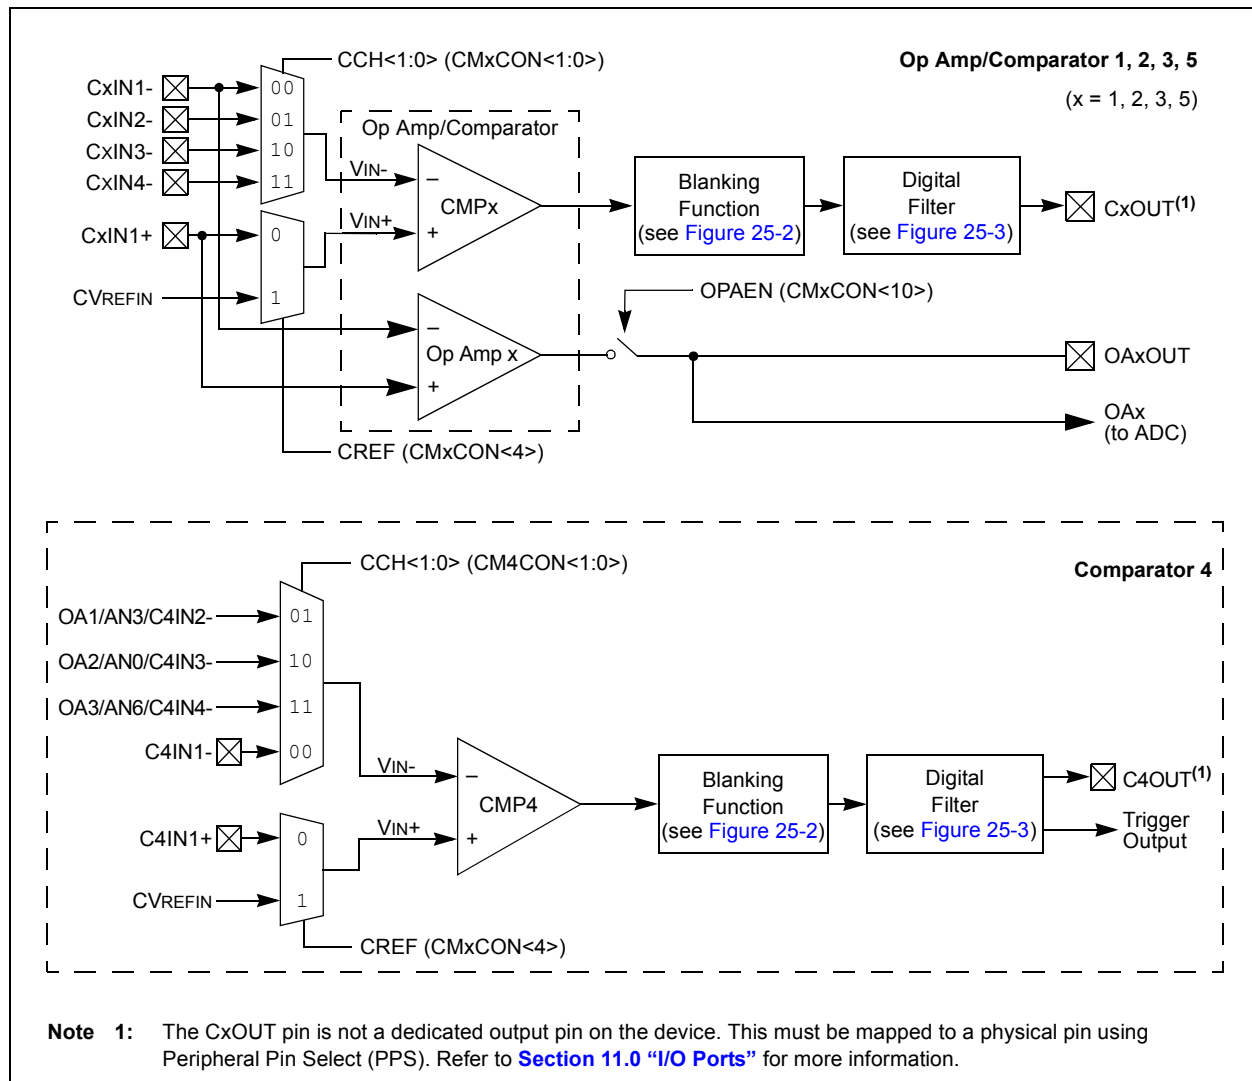 CCH<1:0> (CMxCON<1:0>)
Op Amp/Comparator 1, 2, 3, 5
(x = 1, 2, 3, 5)
CxIN1-
00
CxIN2-
01
CxIN3-
10
CxIN4-
11
Op Amp/Comparator
VIN-
–
CMPx
VIN+
+
Blanking
Function
(see Figure 25-2)
Digital
Filter
(see Figure 25-3)
CxOUT(1)
CxIN1+
0
CVREFIN
1
OPAEN (CMxCON<10>)
–
Op Amp x
+
OAxOUT
OAx
(to ADC)
CREF (CMxCON<4>)
CCH<1:0> (CM4CON<1:0>)
Comparator 4
OA1/AN3/C4IN2-
01
OA2/AN0/C4IN3-
10
OA3/AN6/C4IN4-
11
C4IN1-
00
VIN-
–
CMP4
VIN+
+
Blanking
Function
(see Figure 25-2)
Digital
Filter
(see Figure 25-3)
C4OUT(1)
Trigger
Output
C4IN1+
0
CVREFIN
1
CREF (CMxCON<4>)
Note 1: The CxOUT pin is not a dedicated output pin on the device. This must be mapped to a physical pin using
Peripheral Pin Select (PPS). Refer to Section 11.0 “I/O Ports” for more information.